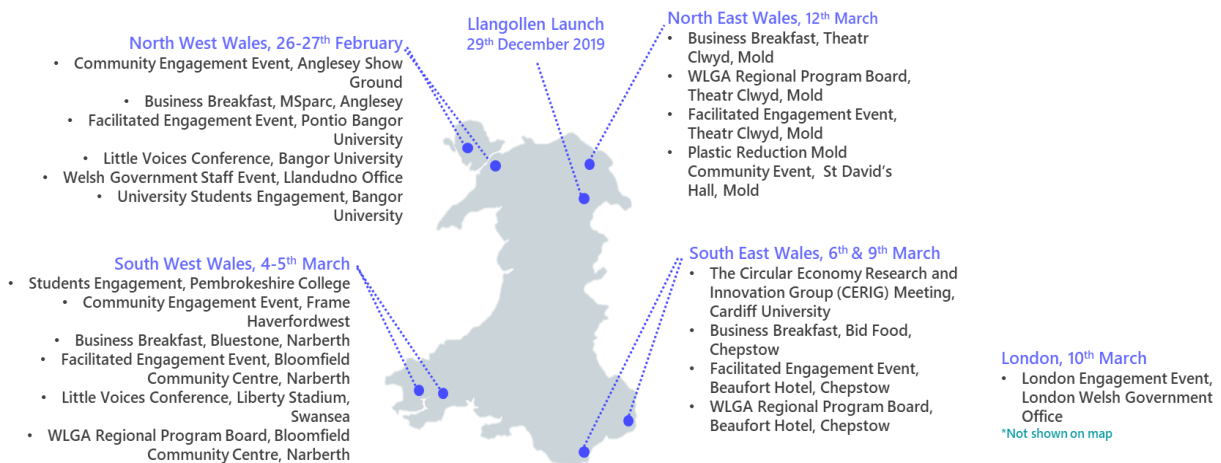 Llangollen Launch
29th December 2019
North West Wales, 26-27th February
• Community Engagement Event, Anglesey Show
Ground
• Business Breakfast, MSparc, Anglesey
• Facilitated Engagement Event, Pontio Bangor
University
• Little Voices Conference, Bangor University
• Welsh Government Staff Event, Llandudno Office
• University Students Engagement, Bangor
University
North East Wales, 12th March
• Business Breakfast, Theatr
Clwyd, Mold
• WLGA Regional Program Board,
Theatr Clwyd, Mold
• Facilitated Engagement Event,
Theatr Clwyd, Mold
• Plastic Reduction Mold
Community Event, St David's
Hall, Mold
South West Wales, 4-5th March
• Students Engagement, Pembrokeshire College
• Community Engagement Event, Frame
Haverfordwest
• Business Breakfast, Bluestone, Narberth
• Facilitated Engagement Event, Bloomfield
Community Centre, Narberth
• Little Voices Conference, Liberty Stadium,
Swansea
• WLGA Regional Program Board, Bloomfield
Community Centre, Narberth
South East Wales, 6th & 9th March
• The Circular Economy Research and
Innovation Group (CERIG) Meeting,
Cardiff University
• Business Breakfast, Bid Food,
Chepstow
• Facilitated Engagement Event,
Beaufort Hotel, Chepstow
• WLGA Regional Program Board,
Beaufort Hotel, Chepstow
London, 10th March
• London Engagement Event,
London Welsh Government
Office
*Not shown on map